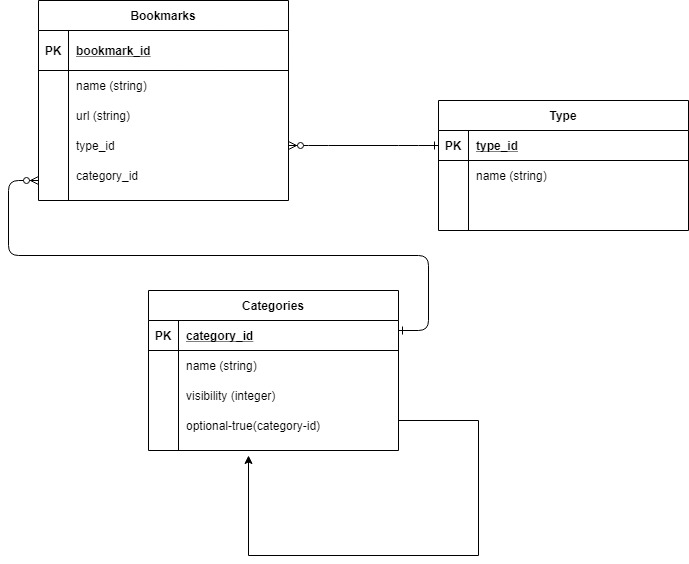 Bookmarks
PK bookmark_id
name (string)
url (string)
type_id
category_id
Type
PK type_id
name (string)
Categories
PK category_id
name (string)
visibility (integer)
optional-true(category-id)